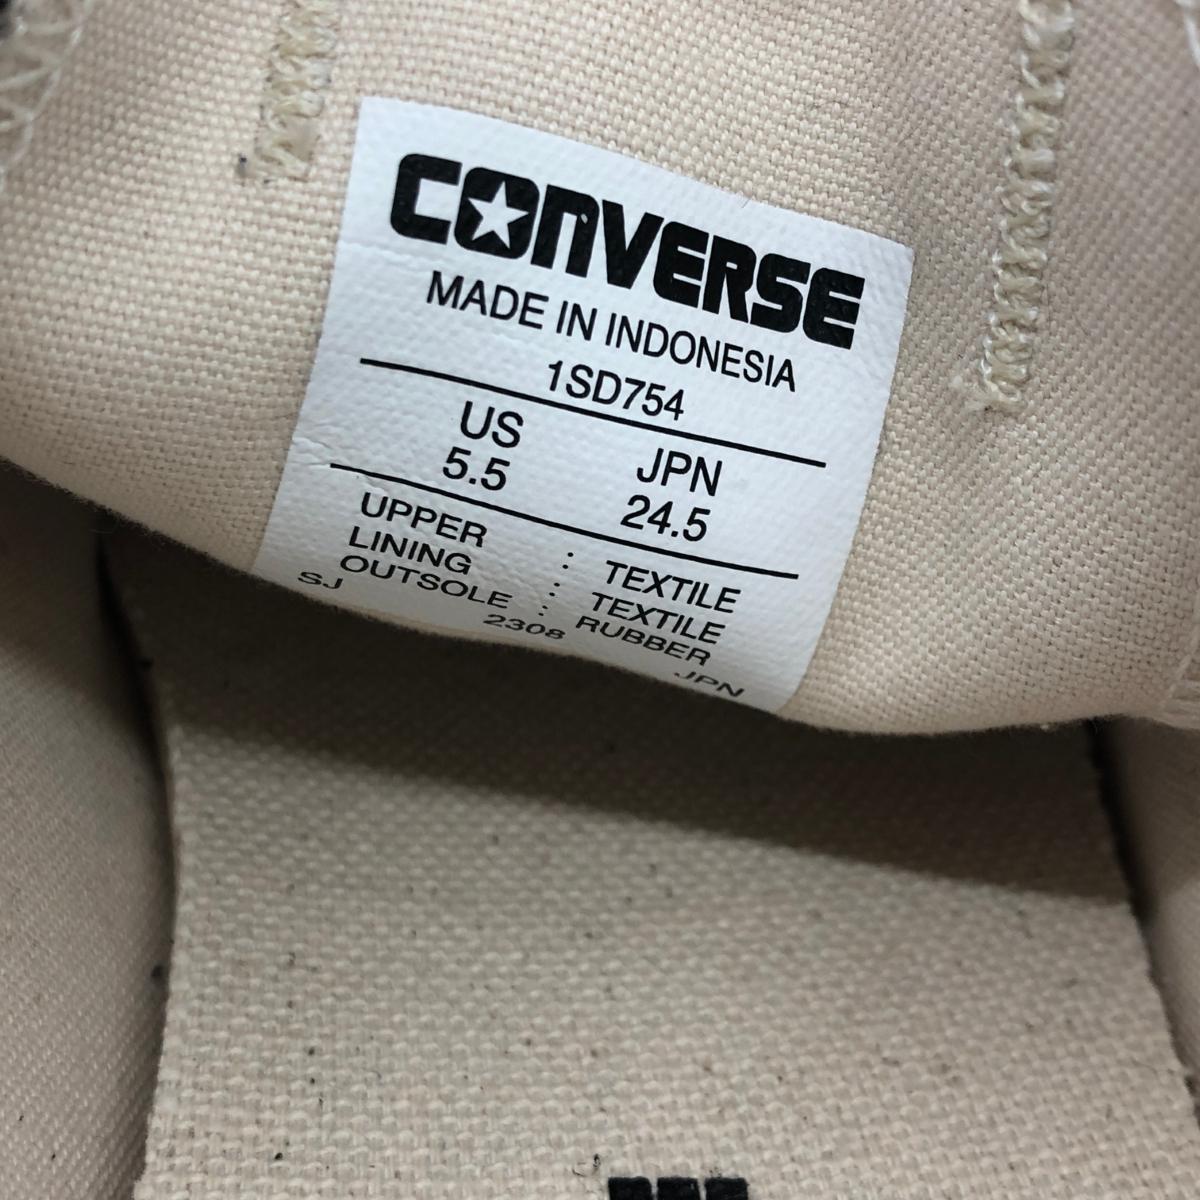 CONVERSE
MADE IN INDONESIA
1SD754
US JPN
5.5 24.5
UPPER : TEXTILE
LINING : TEXTILE
OUTSOLE : RUBBER
SJ 2308 JPN